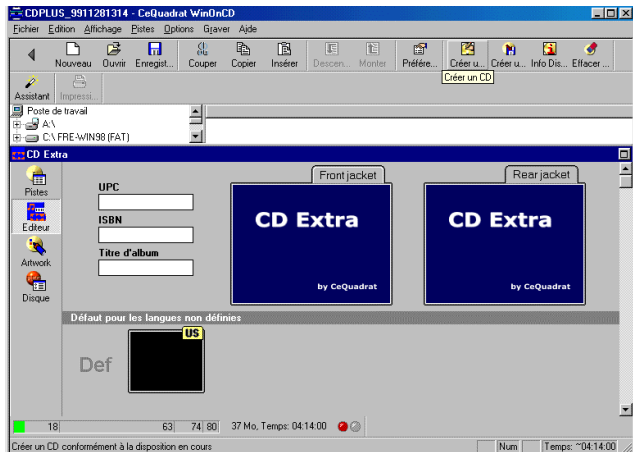 CDPLUS_9911281314 - CeQuadrat WinOnCD
Fichier Edition Affichage Pistes Options Graver Aide
Nouveau Ouvrir Enregist... Couper Copier Insérer Descen... Monter Préfére... Créer u... Créer u... Info Dis... Effacer ...
Créer un CD
Assistant Impressi...
Poste de travail
A:\
C:\ FRE-WIN98 (FAT)
CD Extra
Pistes
Editeur
Artwork
Disque
UPC
ISBN
Titre d'album
Front jacket
CD Extra
by CeQuadrat
Rear jacket
CD Extra
by CeQuadrat
Défaut pour les langues non définies
Def
US
18 63 74 80 37 Mo, Temps: 04:14:00
Créer un CD conformément à la disposition en cours Num Temps: ~04:14:00